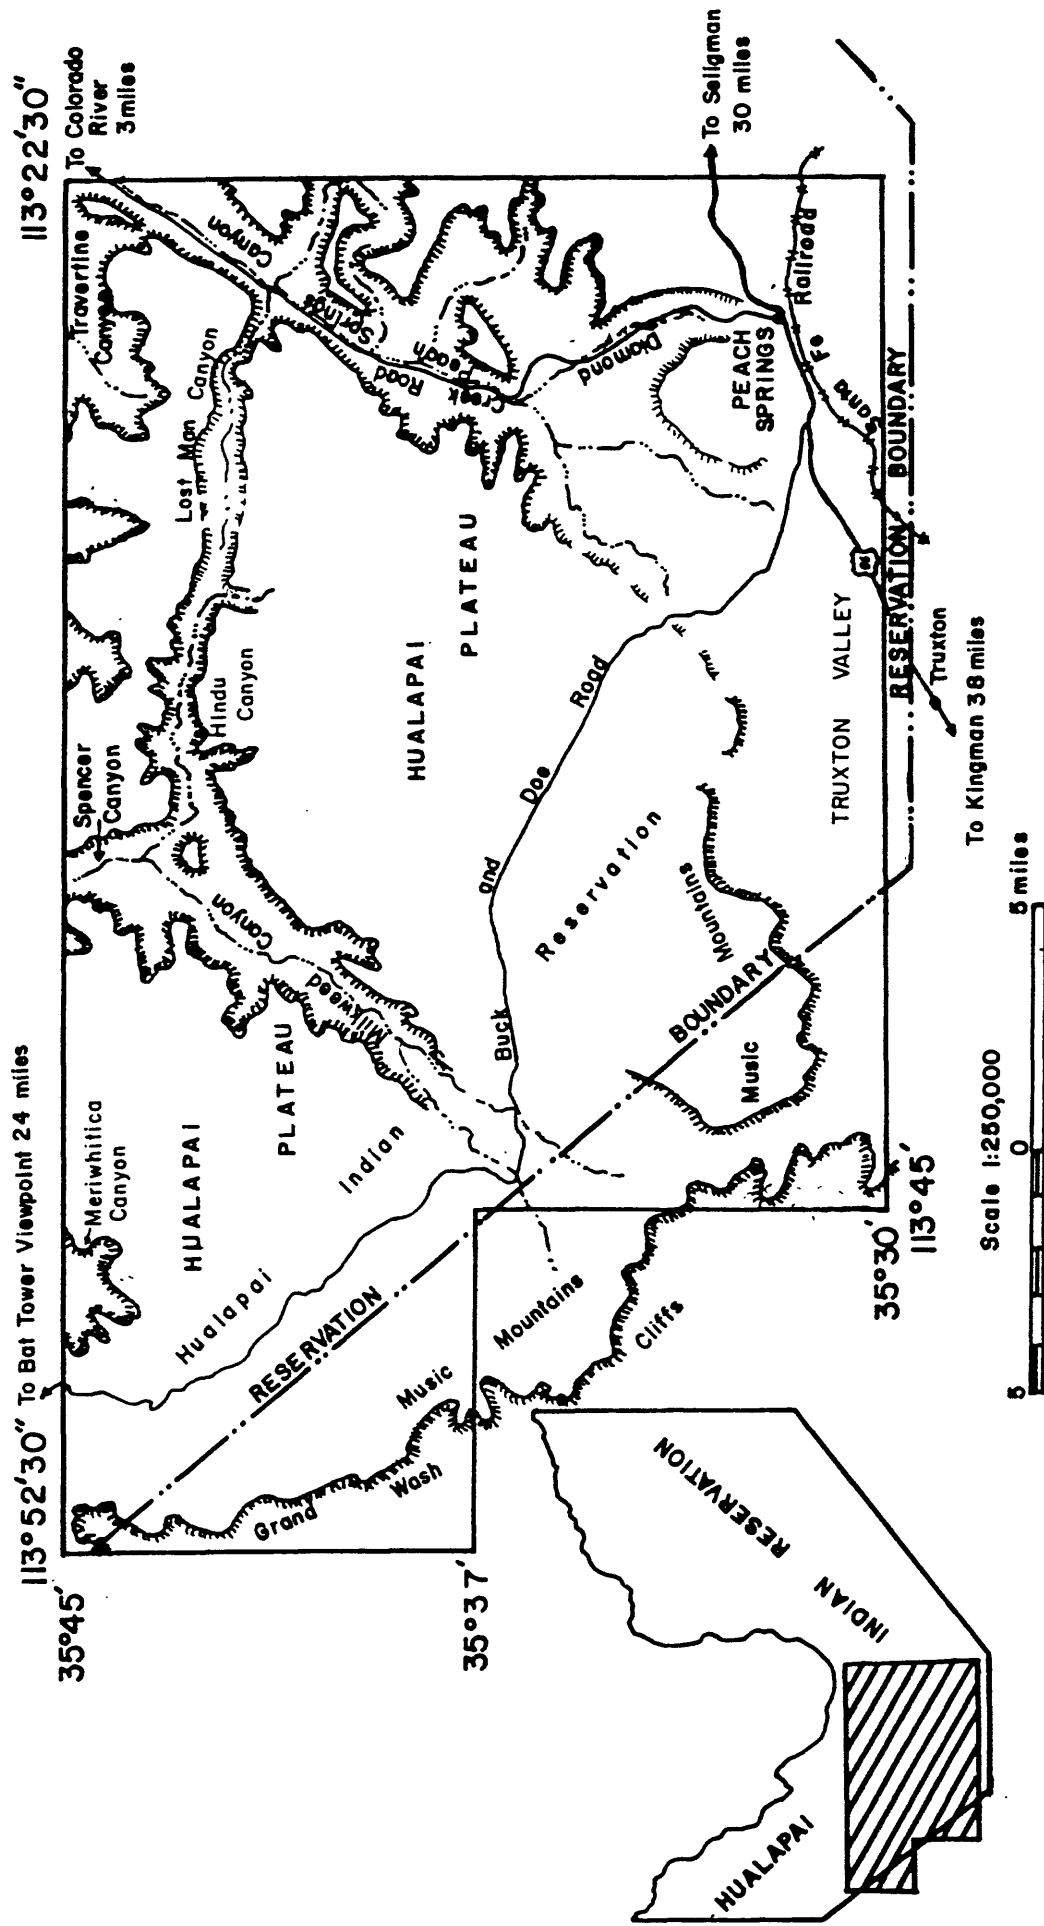 113°52'30"
To Bat Tower Viewpoint 24 miles
113°22'30"
To Colorado
River
3 miles
35°45'
Meriwhitica
Canyon
Spencer
Canyon
Travertine
Canyon
HUALAPAI
PLATEAU
Milkweed Canyon
Hindu
Canyon
Lost Man Canyon
Peach Springs Canyon
Diamond Creek Road
Hualapai Indian Reservation
HUALAPAI
PLATEAU
RESERVATION BOUNDARY
Buck and Doe Road
35°37'
Grand Wash Cliffs
Music Mountains
Music Mountains
PEACH
SPRINGS
To Seligman
30 miles
Santa Fe Railroad
TRUXTON VALLEY
66
RESERVATION BOUNDARY
Truxton
To Kingman 38 miles
35°30'
113°45'
Scale 1:250,000
5 0 5 miles
HUALAPAI INDIAN RESERVATION